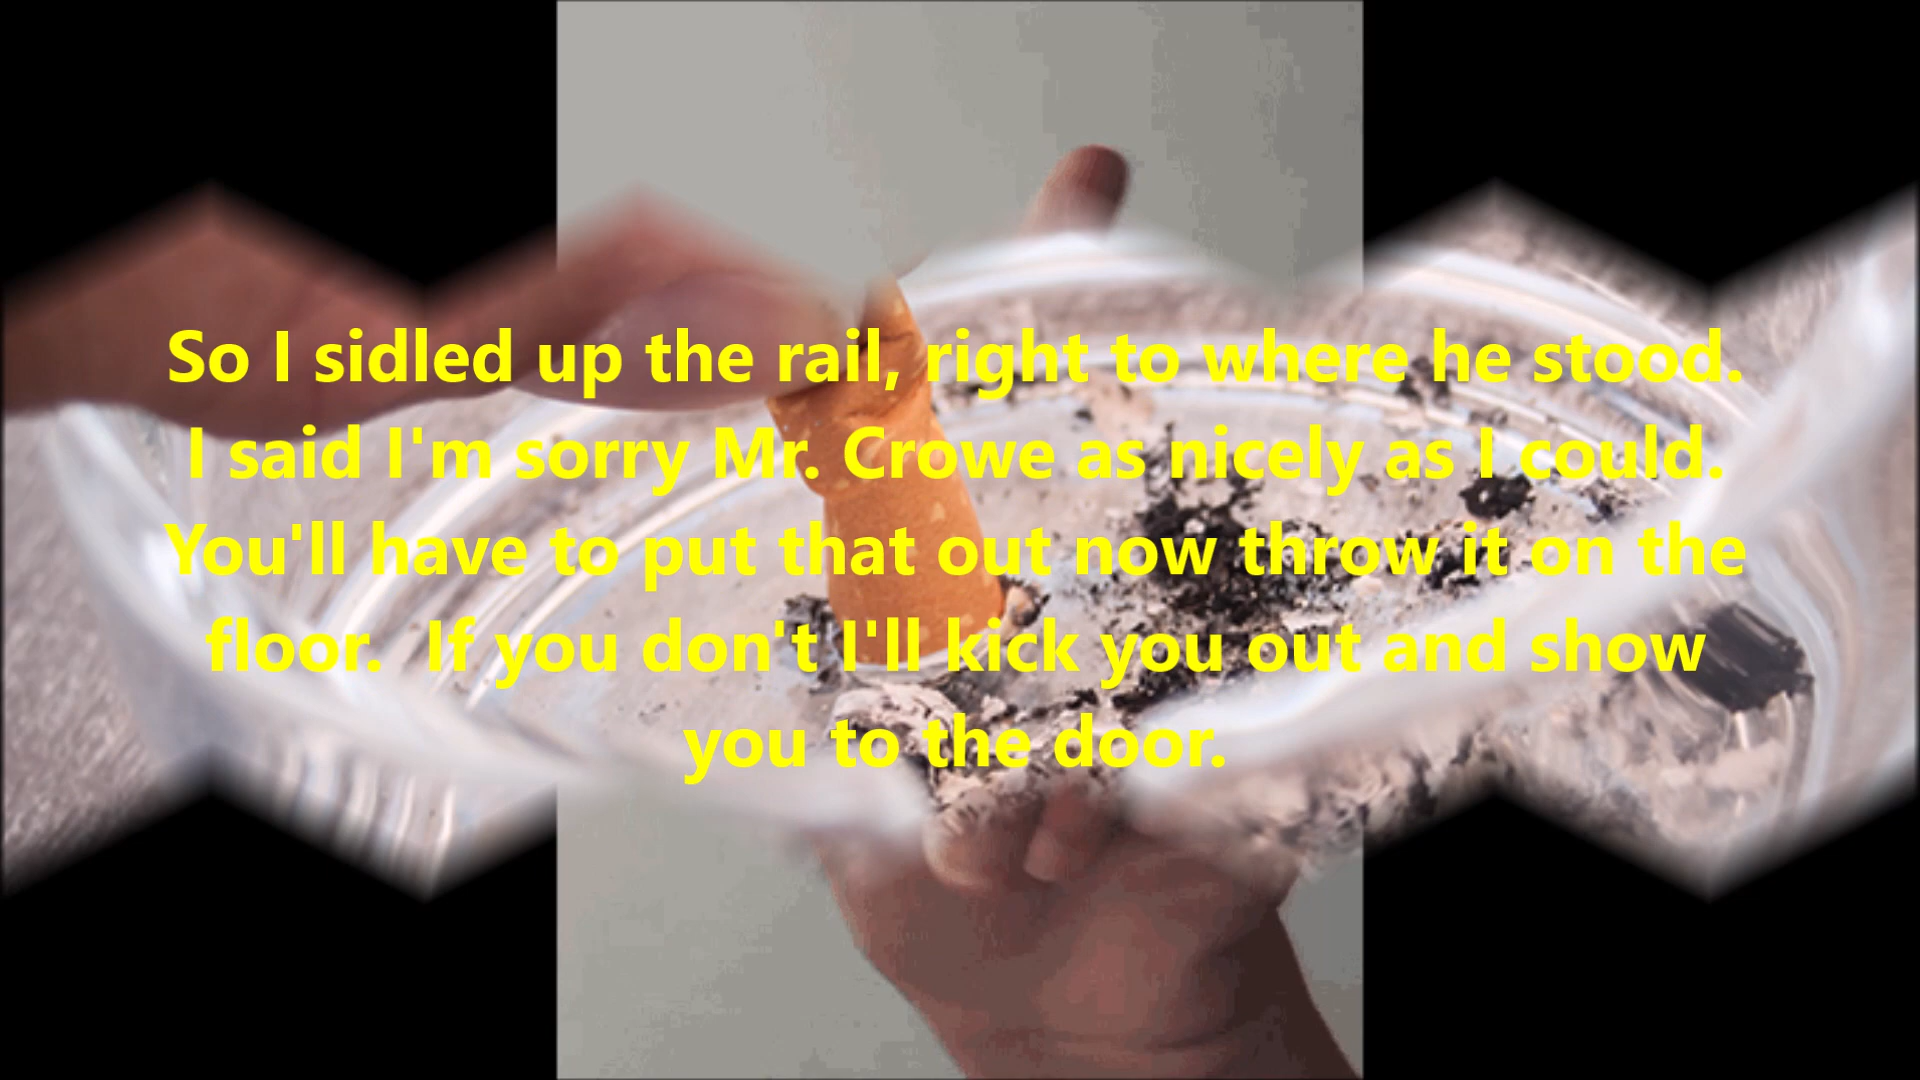 So I sidled up the rail, right to where he stood.
I said I'm sorry Mr. Crowe as nicely as I could.
You'll have to put that out now throw it on the
floor.  If you don't I'll kick you out and show
you to the door.